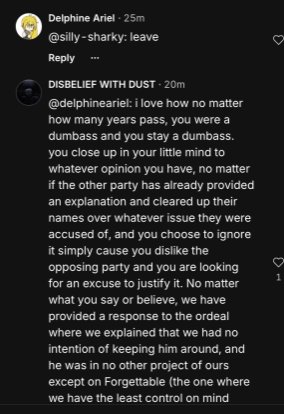 Delphine Ariel · 25m
@silly-sharky: leave
Reply ...
DISBELIEF WITH DUST · 20m
@delphineariel: i love how no matter
how many years pass, you were a
dumbass and you stay a dumbass.
you close up in your little mind to
whatever opinion you have, no matter
if the other party has already provided
an explanation and cleared up their
names over whatever issue they were
accused of, and you choose to ignore
it simply cause you dislike the
opposing party and you are looking
for an excuse to justify it. No matter
what you say or believe, we have
1
provided a response to the ordeal
where we explained that we had no
intention of keeping him around, and
he was in no other project of ours
except on Forgettable (the one where
we have the least control on mind